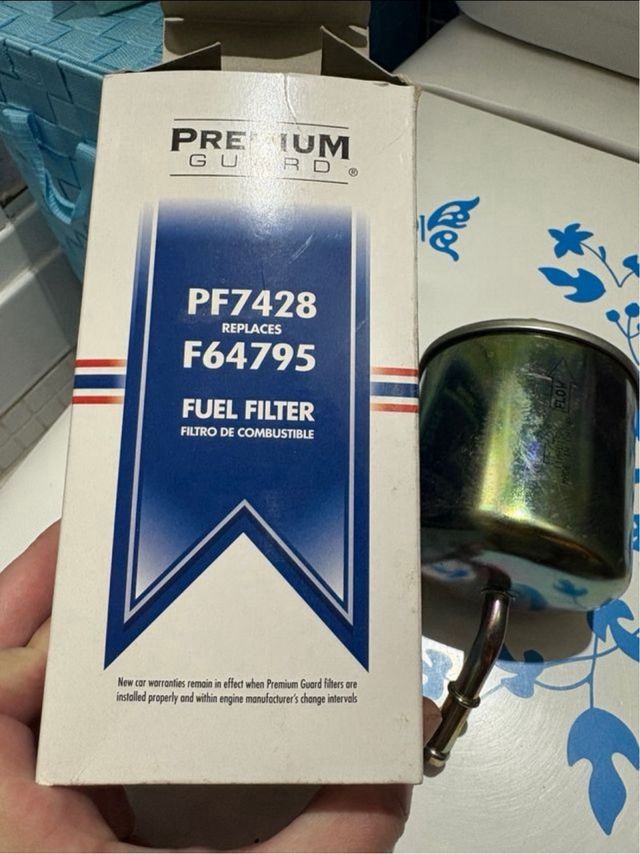 PREMIUM
GUARD ®
PF7428
REPLACES
F64795
FUEL FILTER
FILTRO DE COMBUSTIBLE
New car warranties remain in effect when Premium Guard filters are
installed properly and within engine manufacturer's change intervals
FLOW